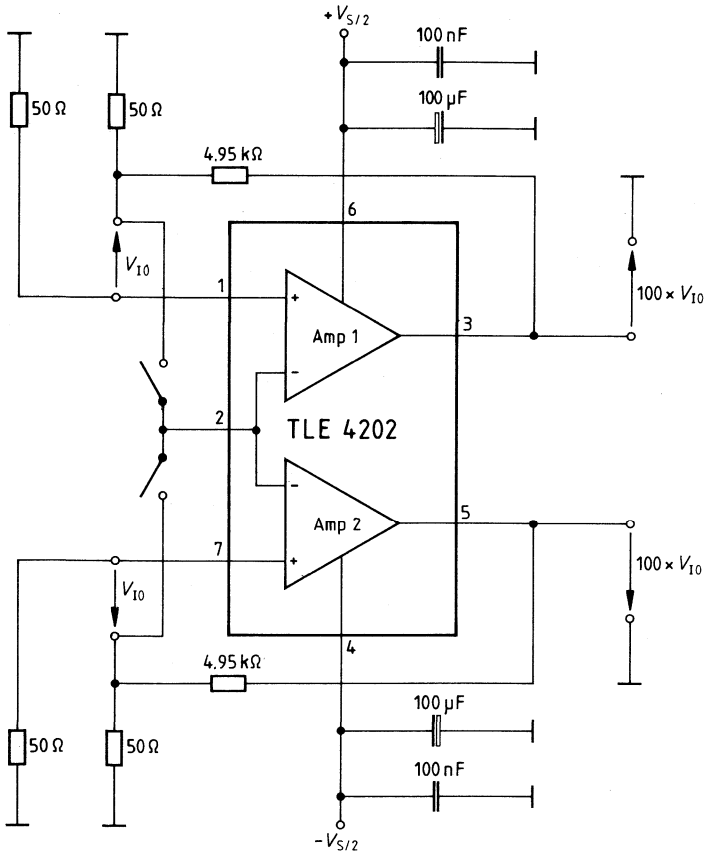 +V_S/2
100 nF
50 Ω
50 Ω
100 µF
4.95 kΩ
6
V_IO
1
+
Amp 1
3
100 × V_IO
−
2
TLE 4202
−
Amp 2
5
7
+
V_IO
100 × V_IO
4
4.95 kΩ
100 µF
50 Ω
50 Ω
100 nF
−V_S/2